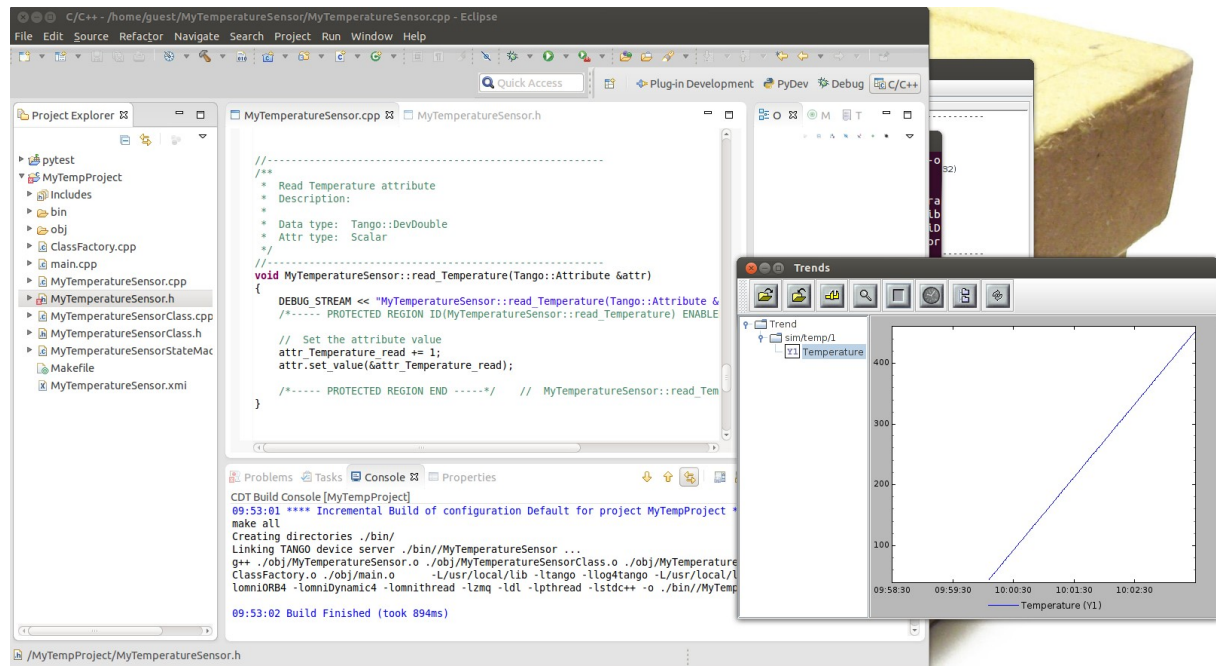 C/C++ - /home/guest/MyTemperatureSensor/MyTemperatureSensor.cpp - Eclipse
File Edit Source Refactor Navigate Search Project Run Window Help
Quick Access
Plug-in Development PyDev Debug C/C++
Project Explorer
pytest
MyTempProject
Includes
bin
obj
ClassFactory.cpp
main.cpp
MyTemperatureSensor.cpp
MyTemperatureSensor.h
MyTemperatureSensorClass.cpp
MyTemperatureSensorClass.h
MyTemperatureSensorStateMac
Makefile
MyTemperatureSensor.xmi
MyTemperatureSensor.cpp MyTemperatureSensor.h
//--------------------------------------------------------
/**
*  Read Temperature attribute
*  Description:
*
*  Data type:  Tango::DevDouble
*  Attr type:  Scalar
*/
//--------------------------------------------------------
void MyTemperatureSensor::read_Temperature(Tango::Attribute &attr)
{
DEBUG_STREAM << "MyTemperatureSensor::read_Temperature(Tango::Attribute &
/*----- PROTECTED REGION ID(MyTemperatureSensor::read_Temperature) ENABLE
//  Set the attribute value
attr_Temperature_read += 1;
attr.set_value(&attr_Temperature_read);
/*----- PROTECTED REGION END -----*/    //  MyTemperatureSensor::read_Tem
}
O M T
Problems Tasks Console Properties
CDT Build Console [MyTempProject]
09:53:01 **** Incremental Build of configuration Default for project MyTempProject *
make all
Creating directories ./bin/
Linking TANGO device server ./bin//MyTemperatureSensor ...
g++ ./obj/MyTemperatureSensor.o ./obj/MyTemperatureSensorClass.o ./obj/MyTemperature
ClassFactory.o ./obj/main.o      -L/usr/local/lib -ltango -llog4tango -L/usr/local/l
lomniORB4 -lomniDynamic4 -lomnithread -lzmq -ldl -lpthread -lstdc++ -o ./bin//MyTemp
09:53:02 Build Finished (took 894ms)
/MyTempProject/MyTemperatureSensor.h
Trends
Trend
sim/temp/1
Y1 Temperature
400
300
200
100
09:58:30 09:59:30 10:00:30 10:01:30 10:02:30
Temperature (Y1)